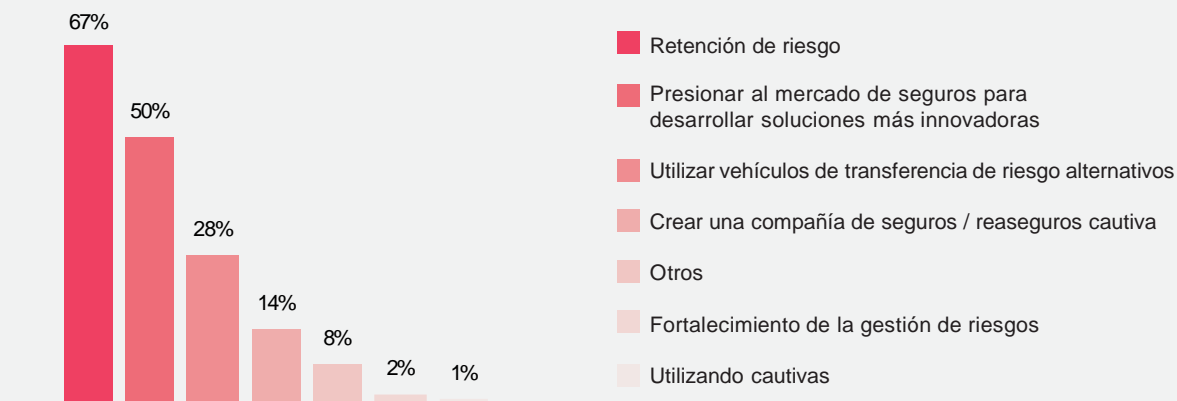 67%
50%
28%
14%
8%
2%
1%
Retención de riesgo
Presionar al mercado de seguros para
desarrollar soluciones más innovadoras
Utilizar vehículos de transferencia de riesgo alternativos
Crear una compañía de seguros / reaseguros cautiva
Otros
Fortalecimiento de la gestión de riesgos
Utilizando cautivas